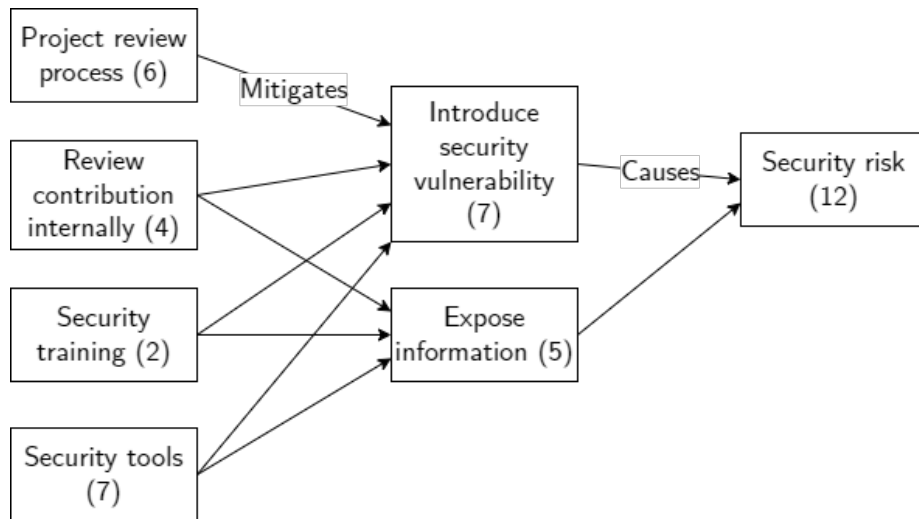 Project review
process (6)
Mitigates
Review
contribution
internally (4)
Security
training (2)
Security tools
(7)
Introduce
security
vulnerability
(7)
Expose
information (5)
Causes
Security risk
(12)